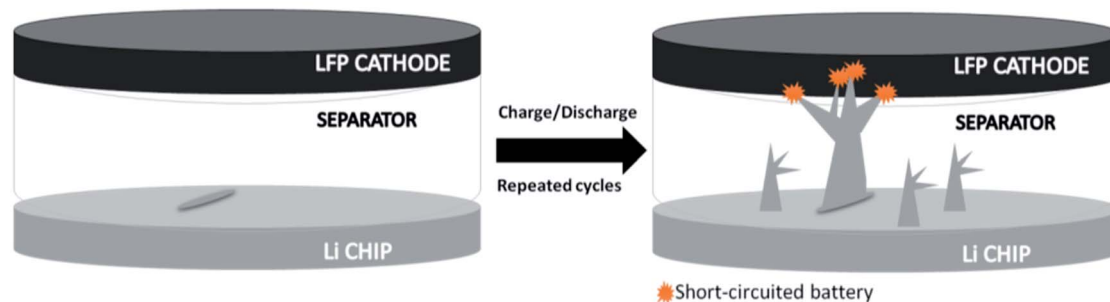 LFP CATHODE
SEPARATOR
Li CHIP
Charge/Discharge
Repeated cycles
LFP CATHODE
SEPARATOR
Li CHIP
Short-circuited battery